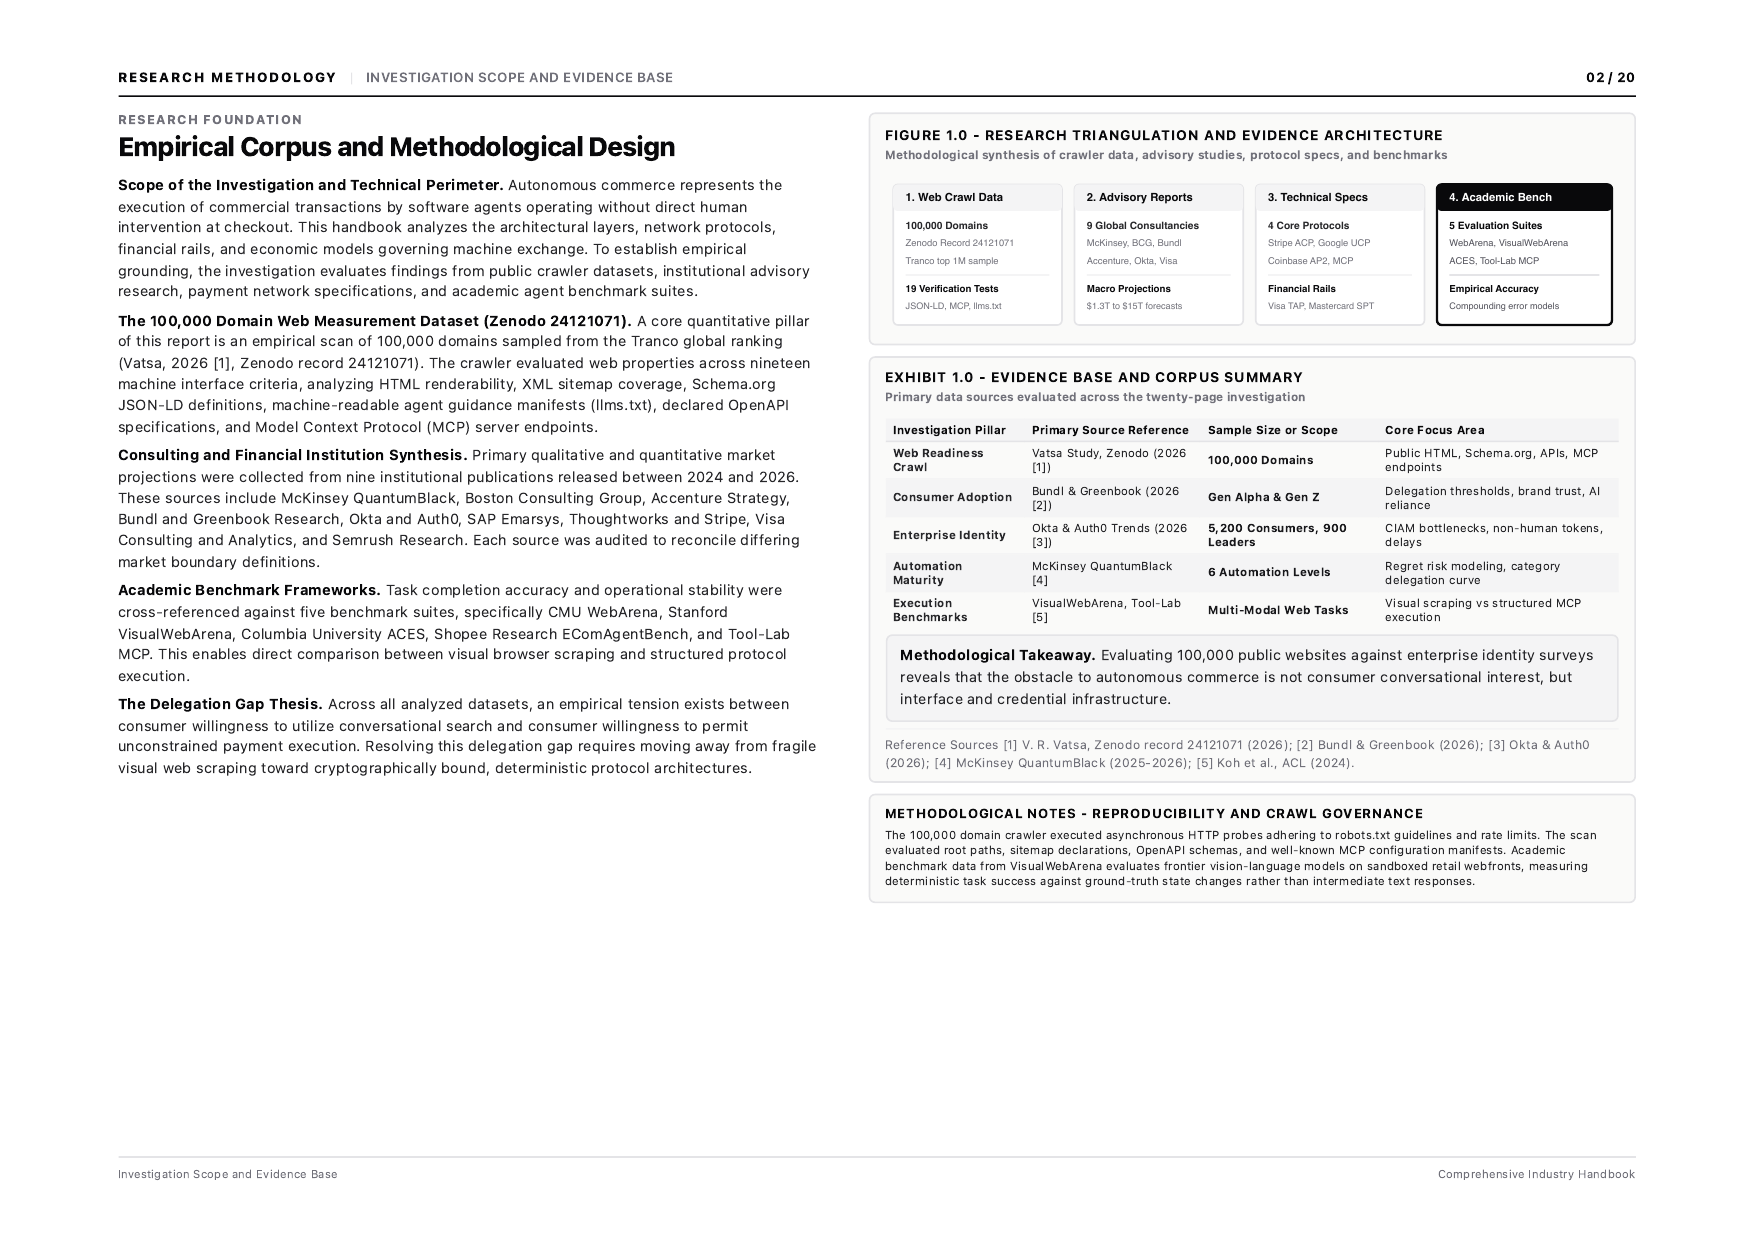 RESEARCH METHODOLOGY | INVESTIGATION SCOPE AND EVIDENCE BASE
02 / 20
RESEARCH FOUNDATION
Empirical Corpus and Methodological Design
Scope of the Investigation and Technical Perimeter. Autonomous commerce represents the
execution of commercial transactions by software agents operating without direct human
intervention at checkout. This handbook analyzes the architectural layers, network protocols,
financial rails, and economic models governing machine exchange. To establish empirical
grounding, the investigation evaluates findings from public crawler datasets, institutional advisory
research, payment network specifications, and academic agent benchmark suites.
The 100,000 Domain Web Measurement Dataset (Zenodo 24121071). A core quantitative pillar
of this report is an empirical scan of 100,000 domains sampled from the Tranco global ranking
(Vatsa, 2026 [1], Zenodo record 24121071). The crawler evaluated web properties across nineteen
machine interface criteria, analyzing HTML renderability, XML sitemap coverage, Schema.org
JSON-LD definitions, machine-readable agent guidance manifests (llms.txt), declared OpenAPI
specifications, and Model Context Protocol (MCP) server endpoints.
Consulting and Financial Institution Synthesis. Primary qualitative and quantitative market
projections were collected from nine institutional publications released between 2024 and 2026.
These sources include McKinsey QuantumBlack, Boston Consulting Group, Accenture Strategy,
Bundl and Greenbook Research, Okta and Auth0, SAP Emarsys, Thoughtworks and Stripe, Visa
Consulting and Analytics, and Semrush Research. Each source was audited to reconcile differing
market boundary definitions.
Academic Benchmark Frameworks. Task completion accuracy and operational stability were
cross-referenced against five benchmark suites, specifically CMU WebArena, Stanford
VisualWebArena, Columbia University ACES, Shopee Research EComAgentBench, and Tool-Lab
MCP. This enables direct comparison between visual browser scraping and structured protocol
execution.
The Delegation Gap Thesis. Across all analyzed datasets, an empirical tension exists between
consumer willingness to utilize conversational search and consumer willingness to permit
unconstrained payment execution. Resolving this delegation gap requires moving away from fragile
visual web scraping toward cryptographically bound, deterministic protocol architectures.
FIGURE 1.0 - RESEARCH TRIANGULATION AND EVIDENCE ARCHITECTURE
Methodological synthesis of crawler data, advisory studies, protocol specs, and benchmarks
1. Web Crawl Data
100,000 Domains
Zenodo Record 24121071
Tranco top 1M sample
19 Verification Tests
JSON-LD, MCP, llms.txt
2. Advisory Reports
9 Global Consultancies
McKinsey, BCG, Bundl
Accenture, Okta, Visa
Macro Projections
$1.3T to $15T forecasts
3. Technical Specs
4 Core Protocols
Stripe ACP, Google UCP
Coinbase AP2, MCP
Financial Rails
Visa TAP, Mastercard SPT
4. Academic Bench
5 Evaluation Suites
WebArena, VisualWebArena
ACES, Tool-Lab MCP
Empirical Accuracy
Compounding error models
EXHIBIT 1.0 - EVIDENCE BASE AND CORPUS SUMMARY
Primary data sources evaluated across the twenty-page investigation
Investigation Pillar Primary Source Reference Sample Size or Scope Core Focus Area
Web Readiness
Crawl
Vatsa Study, Zenodo (2026
[1])
100,000 Domains
Public HTML, Schema.org, APIs, MCP
endpoints
Consumer Adoption
Bundl & Greenbook (2026
[2])
Gen Alpha & Gen Z
Delegation thresholds, brand trust, AI
reliance
Enterprise Identity
Okta & Auth0 Trends (2026
[3])
5,200 Consumers, 900
Leaders
CIAM bottlenecks, non-human tokens,
delays
Automation
Maturity
McKinsey QuantumBlack
[4]
6 Automation Levels
Regret risk modeling, category
delegation curve
Execution
Benchmarks
VisualWebArena, Tool-Lab
[5]
Multi-Modal Web Tasks
Visual scraping vs structured MCP
execution
Methodological Takeaway. Evaluating 100,000 public websites against enterprise identity surveys
reveals that the obstacle to autonomous commerce is not consumer conversational interest, but
interface and credential infrastructure.
Reference Sources [1] V. R. Vatsa, Zenodo record 24121071 (2026); [2] Bundl & Greenbook (2026); [3] Okta & Auth0
(2026); [4] McKinsey QuantumBlack (2025-2026); [5] Koh et al., ACL (2024).
METHODOLOGICAL NOTES - REPRODUCIBILITY AND CRAWL GOVERNANCE
The 100,000 domain crawler executed asynchronous HTTP probes adhering to robots.txt guidelines and rate limits. The scan
evaluated root paths, sitemap declarations, OpenAPI schemas, and well-known MCP configuration manifests. Academic
benchmark data from VisualWebArena evaluates frontier vision-language models on sandboxed retail webfronts, measuring
deterministic task success against ground-truth state changes rather than intermediate text responses.
Investigation Scope and Evidence Base
Comprehensive Industry Handbook